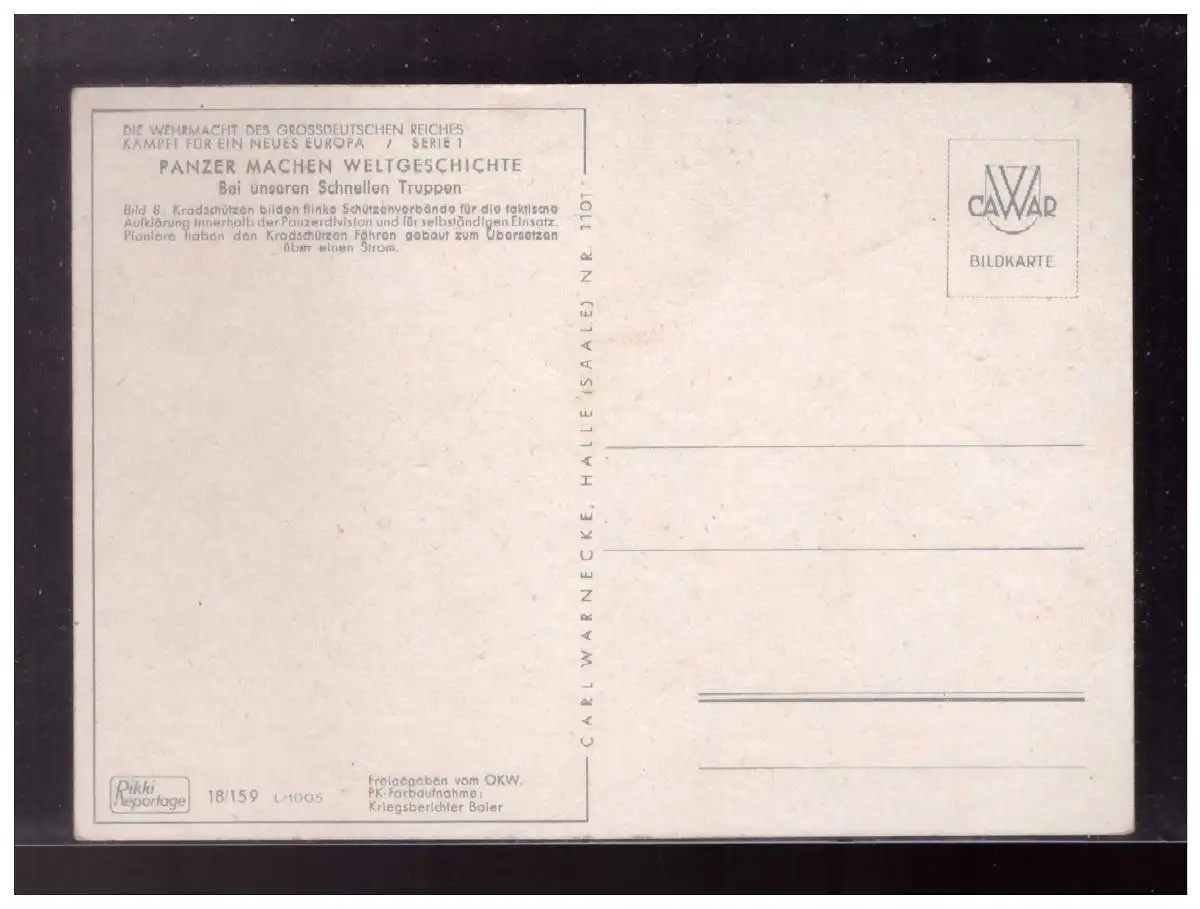 DIE WEHRMACHT DES GROSSDEUTSCHEN REICHES
KÄMPFT FÜR EIN NEUES EUROPA / SERIE 1
PANZER MACHEN WELTGESCHICHTE
Bei unseren Schnellen Truppen
Bild 8. Kradschützen bilden flinke Schützenverbände für die taktische
Aufklärung innerhalb der Panzerdivision und für selbständigen Einsatz.
Pioniere haben den Kradschützen Fähren gebaut zum Übersetzen
über einen Strom.
CARL WARNECKE, HALLE (SAALE) NR. 1101
CAWAR
BILDKARTE
Rikki
Reportage
18/159 L/1005
Freigegeben vom OKW.
PK-Farbaufnahme:
Kriegsberichter Baier